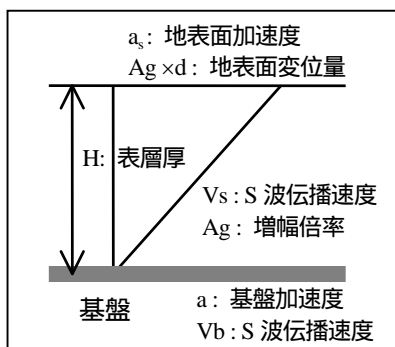 a_s : 地表面加速度
Ag ×d : 地表面変位量
H: 表層厚
Vs : S 波伝播速度
Ag : 増幅倍率
基盤
a : 基盤加速度
Vb : S 波伝播速度